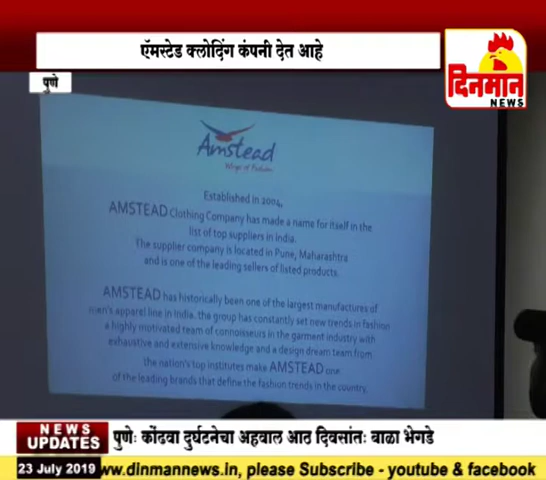 ऍमस्टेड क्लोदिंग कंपनी देत आहे
दिनमान
NEWS
पुणे
Amstead
Wings of Fashion
Established in 2004,
AMSTEAD Clothing Company has made a name for itself in the
list of top suppliers in India.
The supplier company is located in Pune, Maharashtra
and is one of the leading sellers of listed products.
AMSTEAD has historically been one of the largest manufactures of
men's apparel line in India. the group has constantly set new trends in fashion
a highly motivated team of connoisseurs in the garment industry with
exhaustive and extensive knowledge and a design dream team from
the nation's top institutes make AMSTEAD one
of the leading brands that define the fashion trends in the country.
NEWS
UPDATES
पुणेः कोंढवा दुर्घटनेचा अहवाल आठ दिवसांतः बाळा भेगडे
23 July 2019
www.dinmannews.in, please Subscribe - youtube & facebook